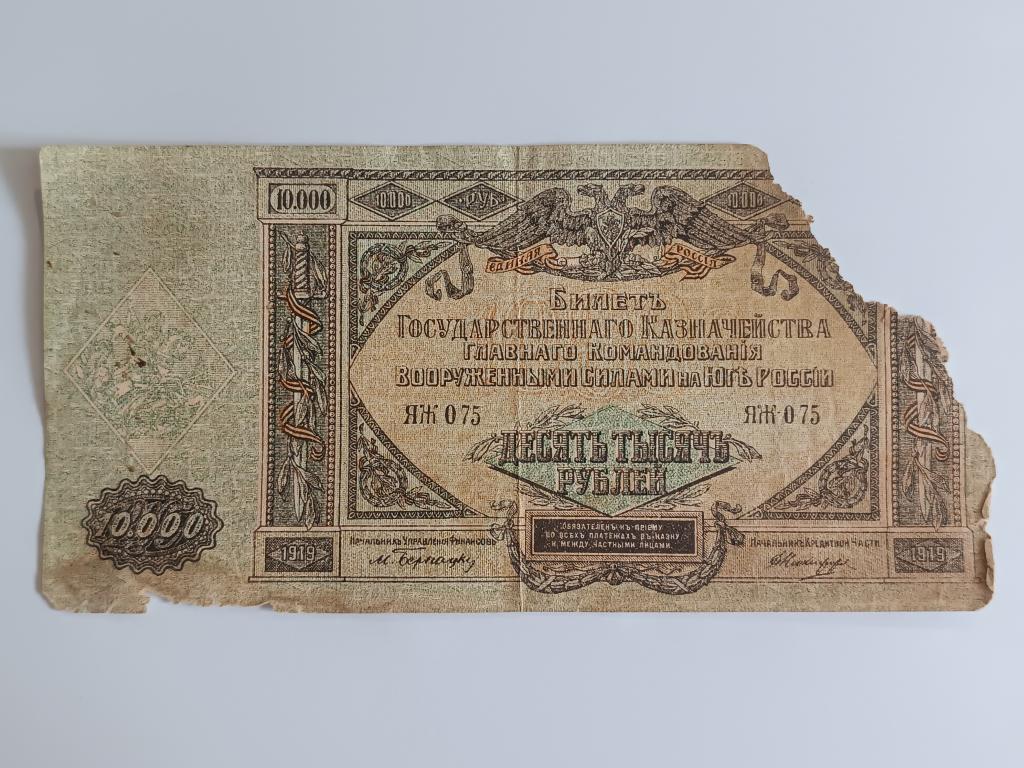 10.000 10.000 РУБ 10.000
ЕДИНАЯ РОССІЯ
БИЛЕТЪ
ГОСУДАРСТВЕННАГО КАЗНАЧЕЙСТВА
ГЛАВНАГО КОМАНДОВАНІЯ
ВООРУЖЕННЫМИ СИЛАМИ НА ЮГѢ РОССІИ
ЯЖ 075 ЯЖ-075
ДЕСЯТЬ ТЫСЯЧЪ
РУБЛЕЙ
10.000
ОБЯЗАТЕЛЕНЪ КЪ ПРІЕМУ
ВО ВСѢХЪ ПЛАТЕЖАХЪ ВЪ КАЗНУ
И МЕЖДУ ЧАСТНЫМИ ЛИЦАМИ.
1919 НАЧАЛЬНИКЪ УПРАВЛЕНІЯ ФИНАНСОВЪ НАЧАЛЬНИКЪ КРЕДИТНОЙ ЧАСТИ 1919